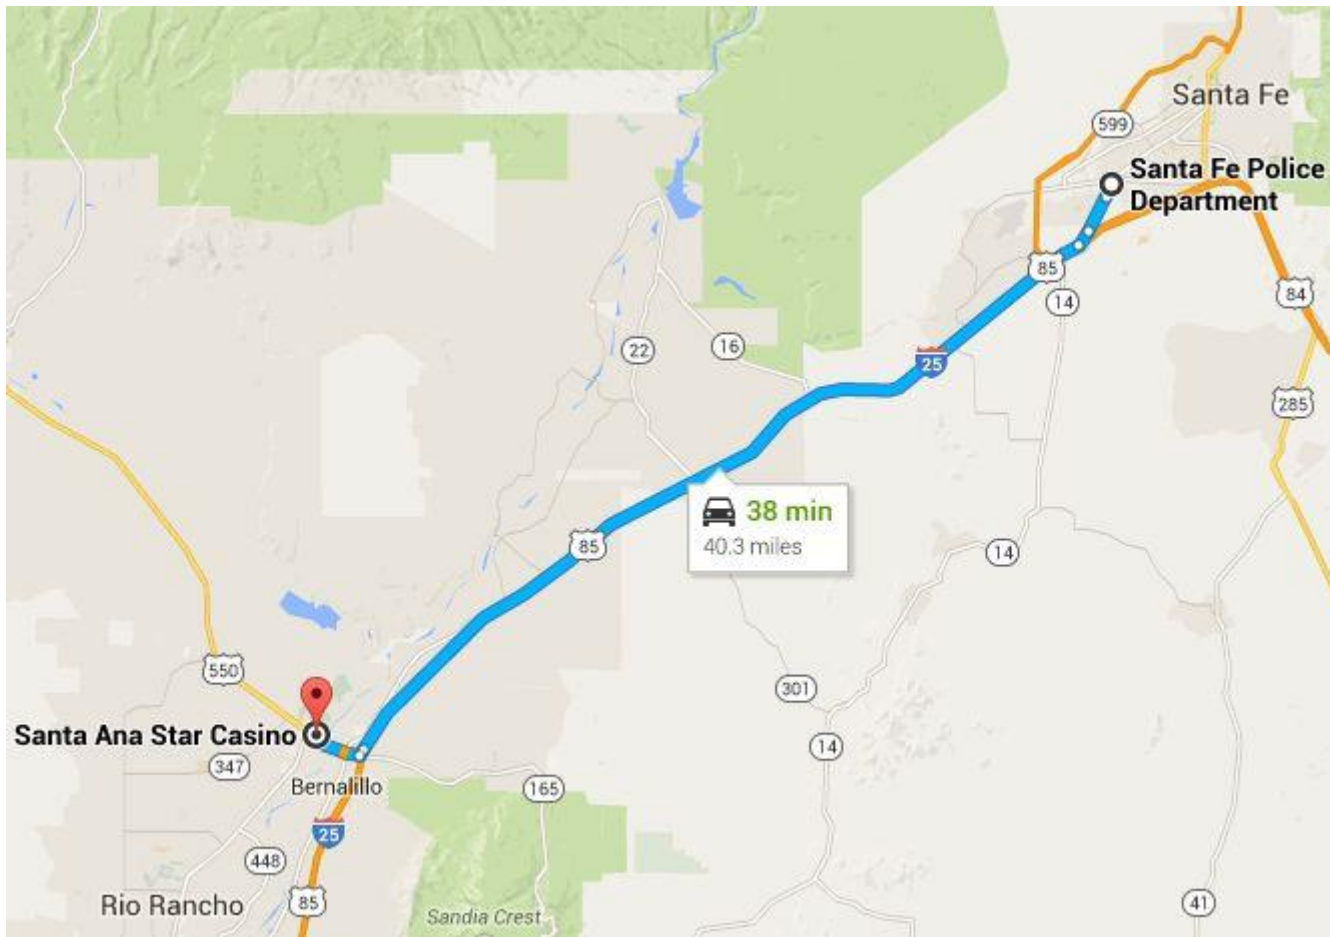 Santa Fe
599
Santa Fe Police
Department
85
14
84
22
16
25
285
38 min
40.3 miles
85
14
550
301
Santa Ana Star Casino
14
347
Bernalillo
165
25
448
Rio Rancho
85
Sandia Crest
41